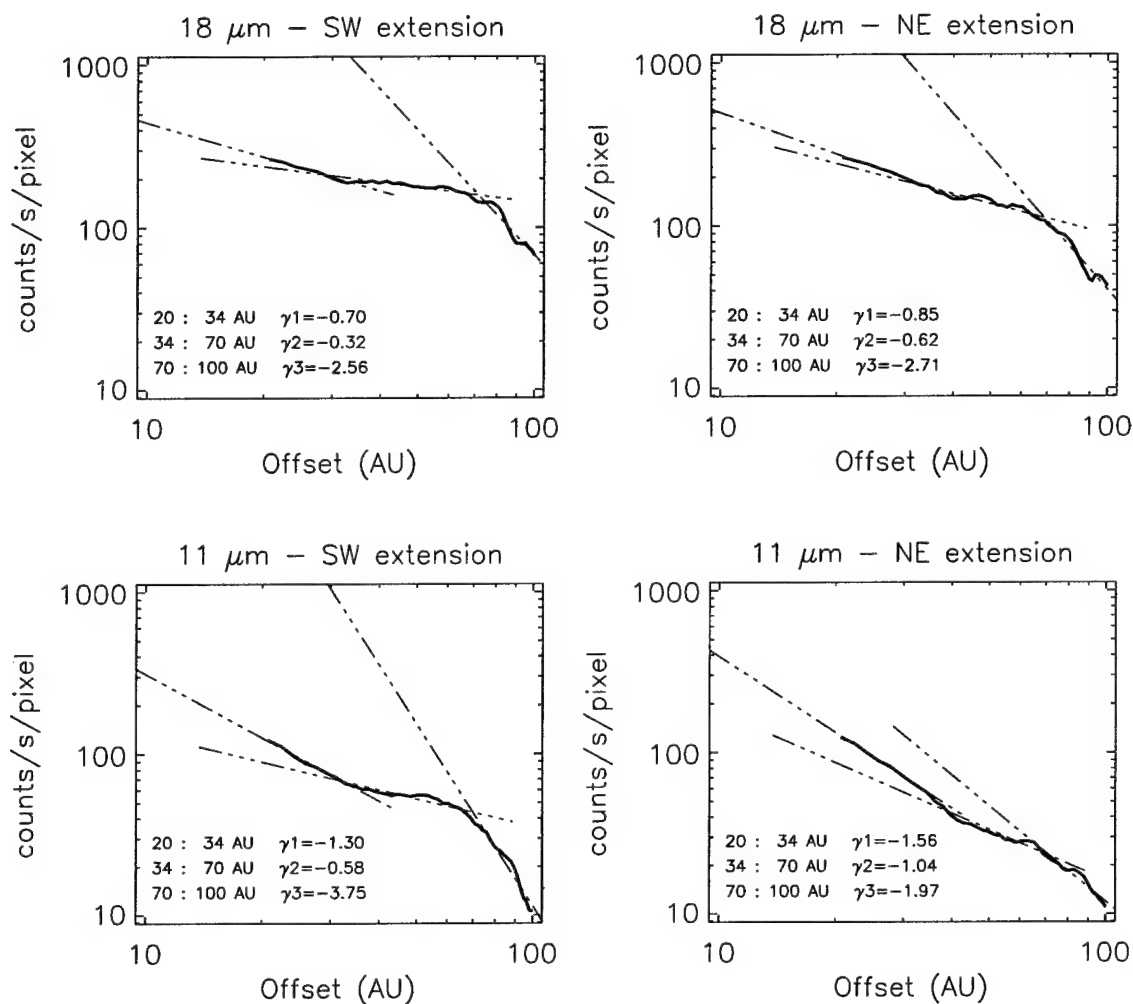 18 μm − SW extension
1000
100
10
counts/s/pixel
20 : 34 AU γ1=−0.70
34 : 70 AU γ2=−0.32
70 : 100 AU γ3=−2.56
10 100
Offset (AU)
18 μm − NE extension
1000
100
10
counts/s/pixel
20 : 34 AU γ1=−0.85
34 : 70 AU γ2=−0.62
70 : 100 AU γ3=−2.71
10 100
Offset (AU)
11 μm − SW extension
1000
100
10
counts/s/pixel
20 : 34 AU γ1=−1.30
34 : 70 AU γ2=−0.58
70 : 100 AU γ3=−3.75
10 100
Offset (AU)
11 μm − NE extension
1000
100
10
counts/s/pixel
20 : 34 AU γ1=−1.56
34 : 70 AU γ2=−1.04
70 : 100 AU γ3=−1.97
10 100
Offset (AU)